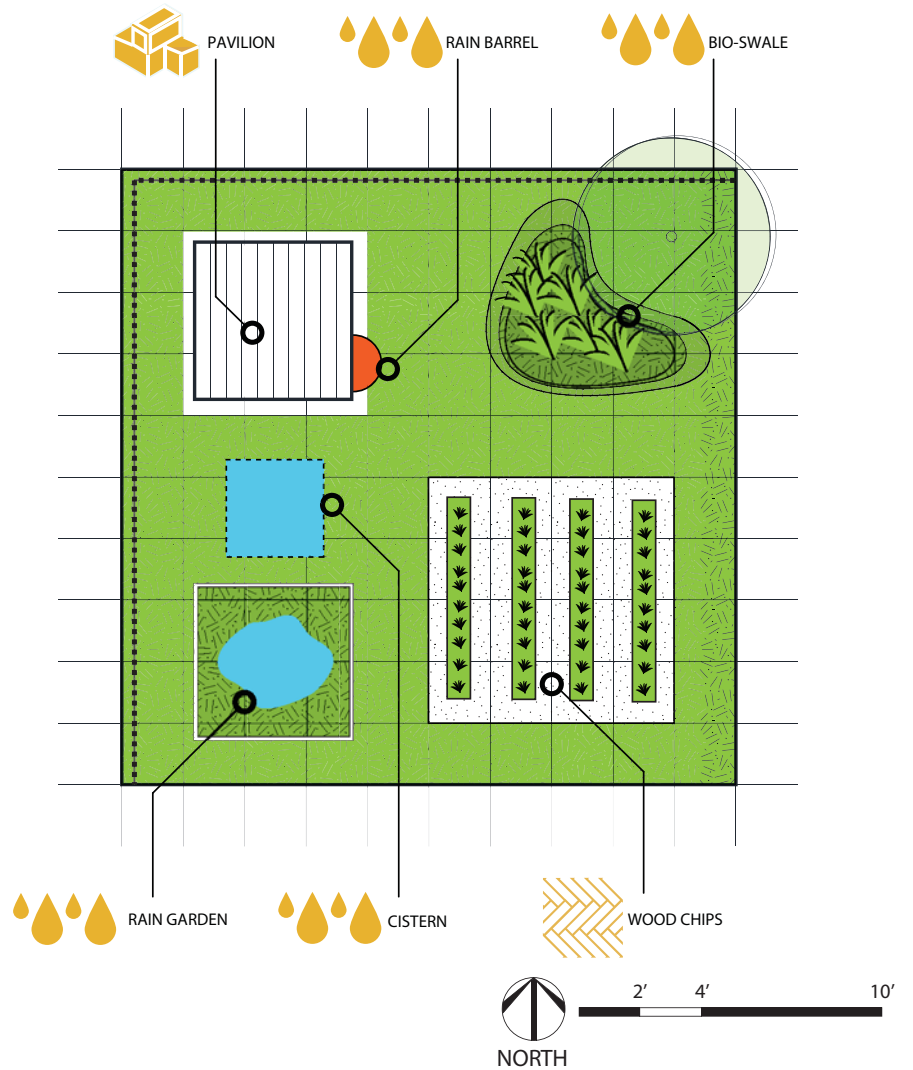 PAVILION
RAIN BARREL
BIO-SWALE
RAIN GARDEN
CISTERN
WOOD CHIPS
2’ 4’ 10’
NORTH